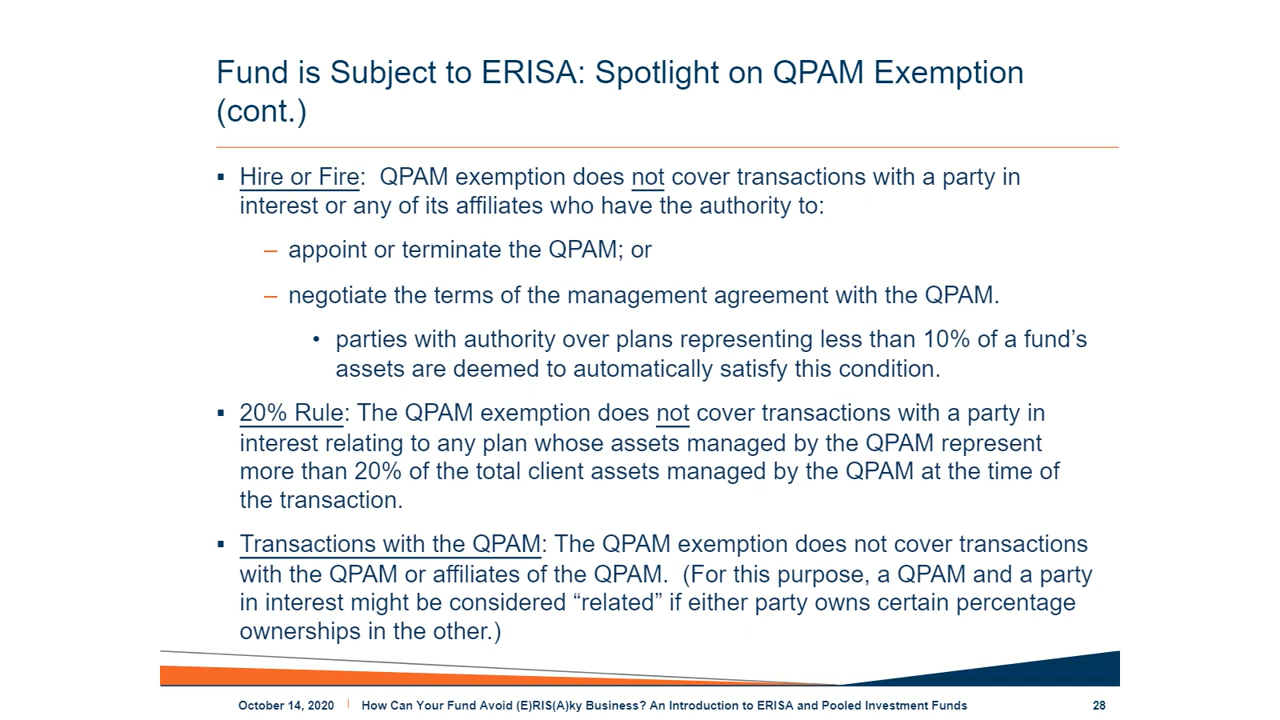 Fund is Subject to ERISA: Spotlight on QPAM Exemption
(cont.)
▪ Hire or Fire:  QPAM exemption does not cover transactions with a party in
interest or any of its affiliates who have the authority to:
– appoint or terminate the QPAM; or
– negotiate the terms of the management agreement with the QPAM.
• parties with authority over plans representing less than 10% of a fund’s
assets are deemed to automatically satisfy this condition.
▪ 20% Rule: The QPAM exemption does not cover transactions with a party in
interest relating to any plan whose assets managed by the QPAM represent
more than 20% of the total client assets managed by the QPAM at the time of
the transaction.
▪ Transactions with the QPAM: The QPAM exemption does not cover transactions
with the QPAM or affiliates of the QPAM.  (For this purpose, a QPAM and a party
in interest might be considered “related” if either party owns certain percentage
ownerships in the other.)
October 14, 2020 | How Can Your Fund Avoid (E)RIS(A)ky Business? An Introduction to ERISA and Pooled Investment Funds 28